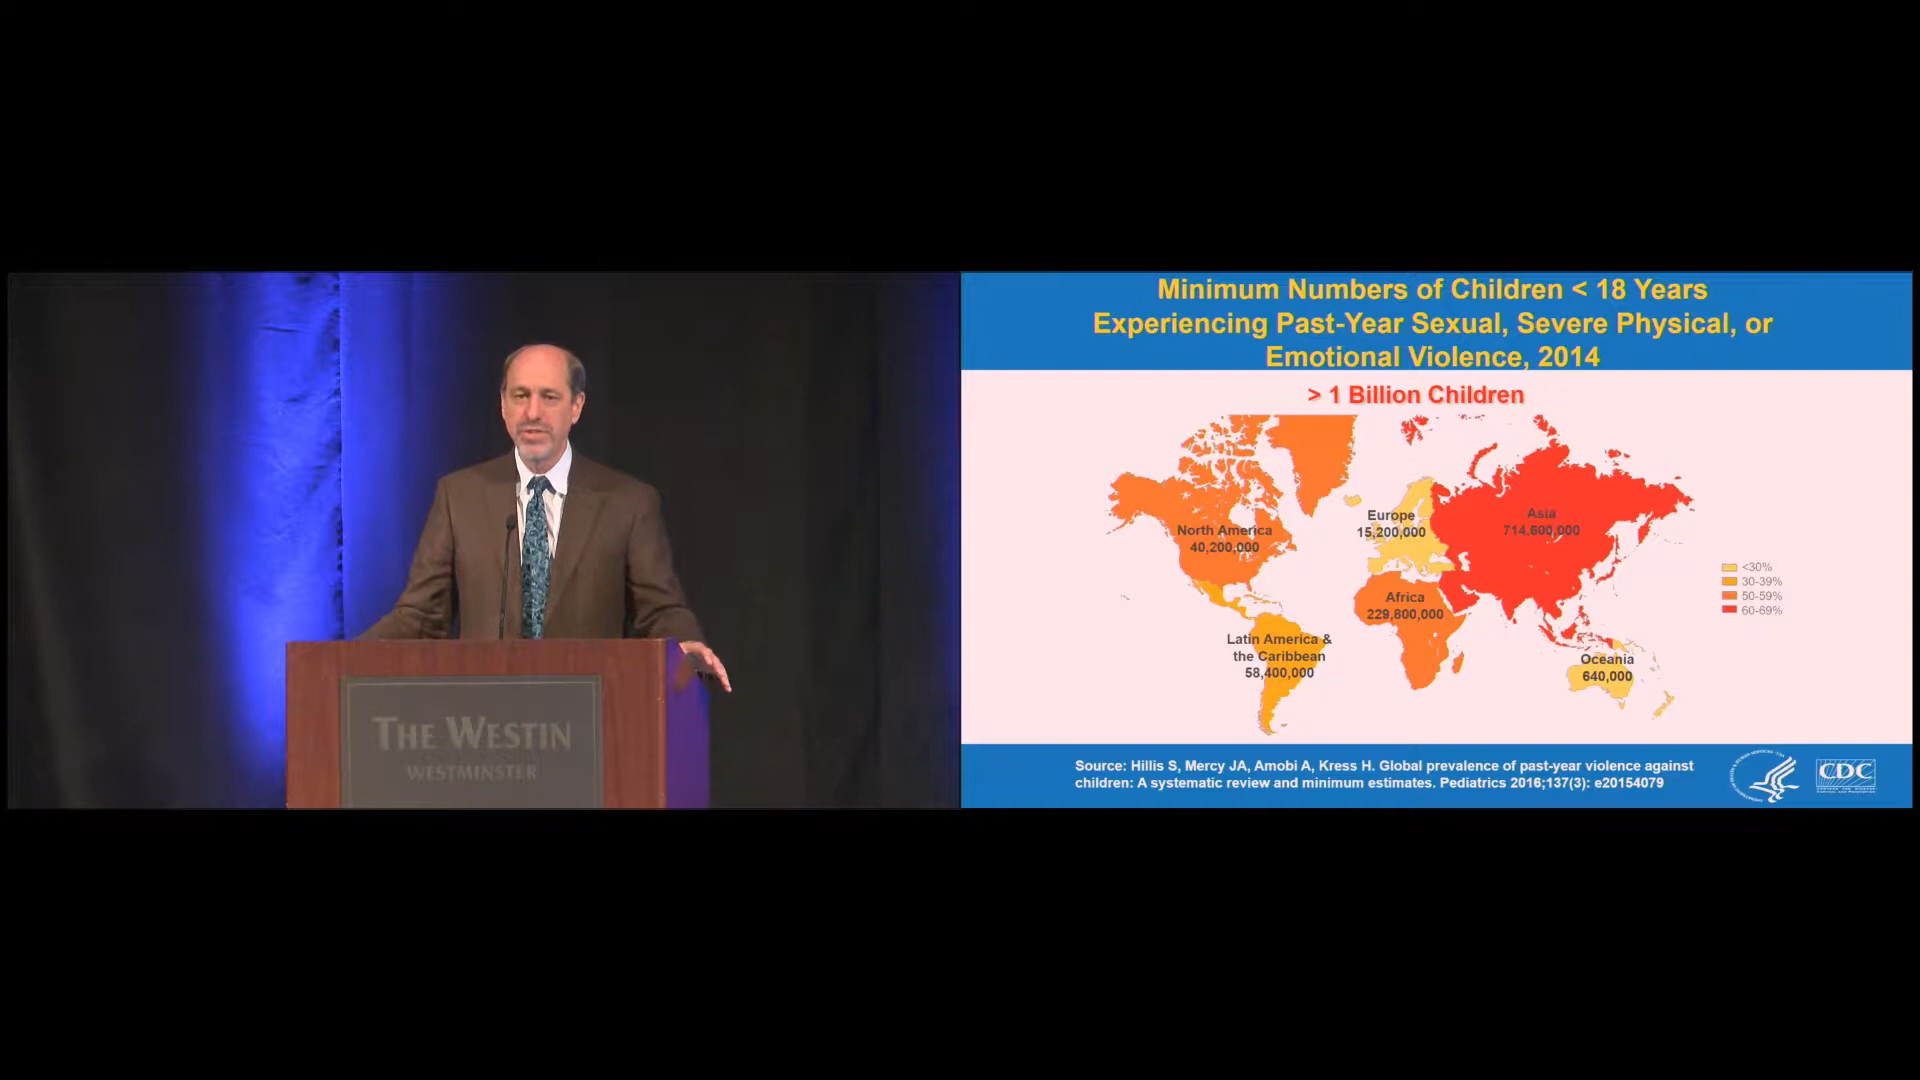 THE WESTIN
WESTMINSTER
Minimum Numbers of Children < 18 Years
Experiencing Past-Year Sexual, Severe Physical, or
Emotional Violence, 2014
> 1 Billion Children
North America
40,200,000
Europe
15,200,000
Asia
714,600,000
Africa
229,800,000
Latin America &
the Caribbean
58,400,000
Oceania
640,000
<30%
30-39%
50-59%
60-69%
Source: Hillis S, Mercy JA, Amobi A, Kress H. Global prevalence of past-year violence against
children: A systematic review and minimum estimates. Pediatrics 2016;137(3): e20154079
CDC